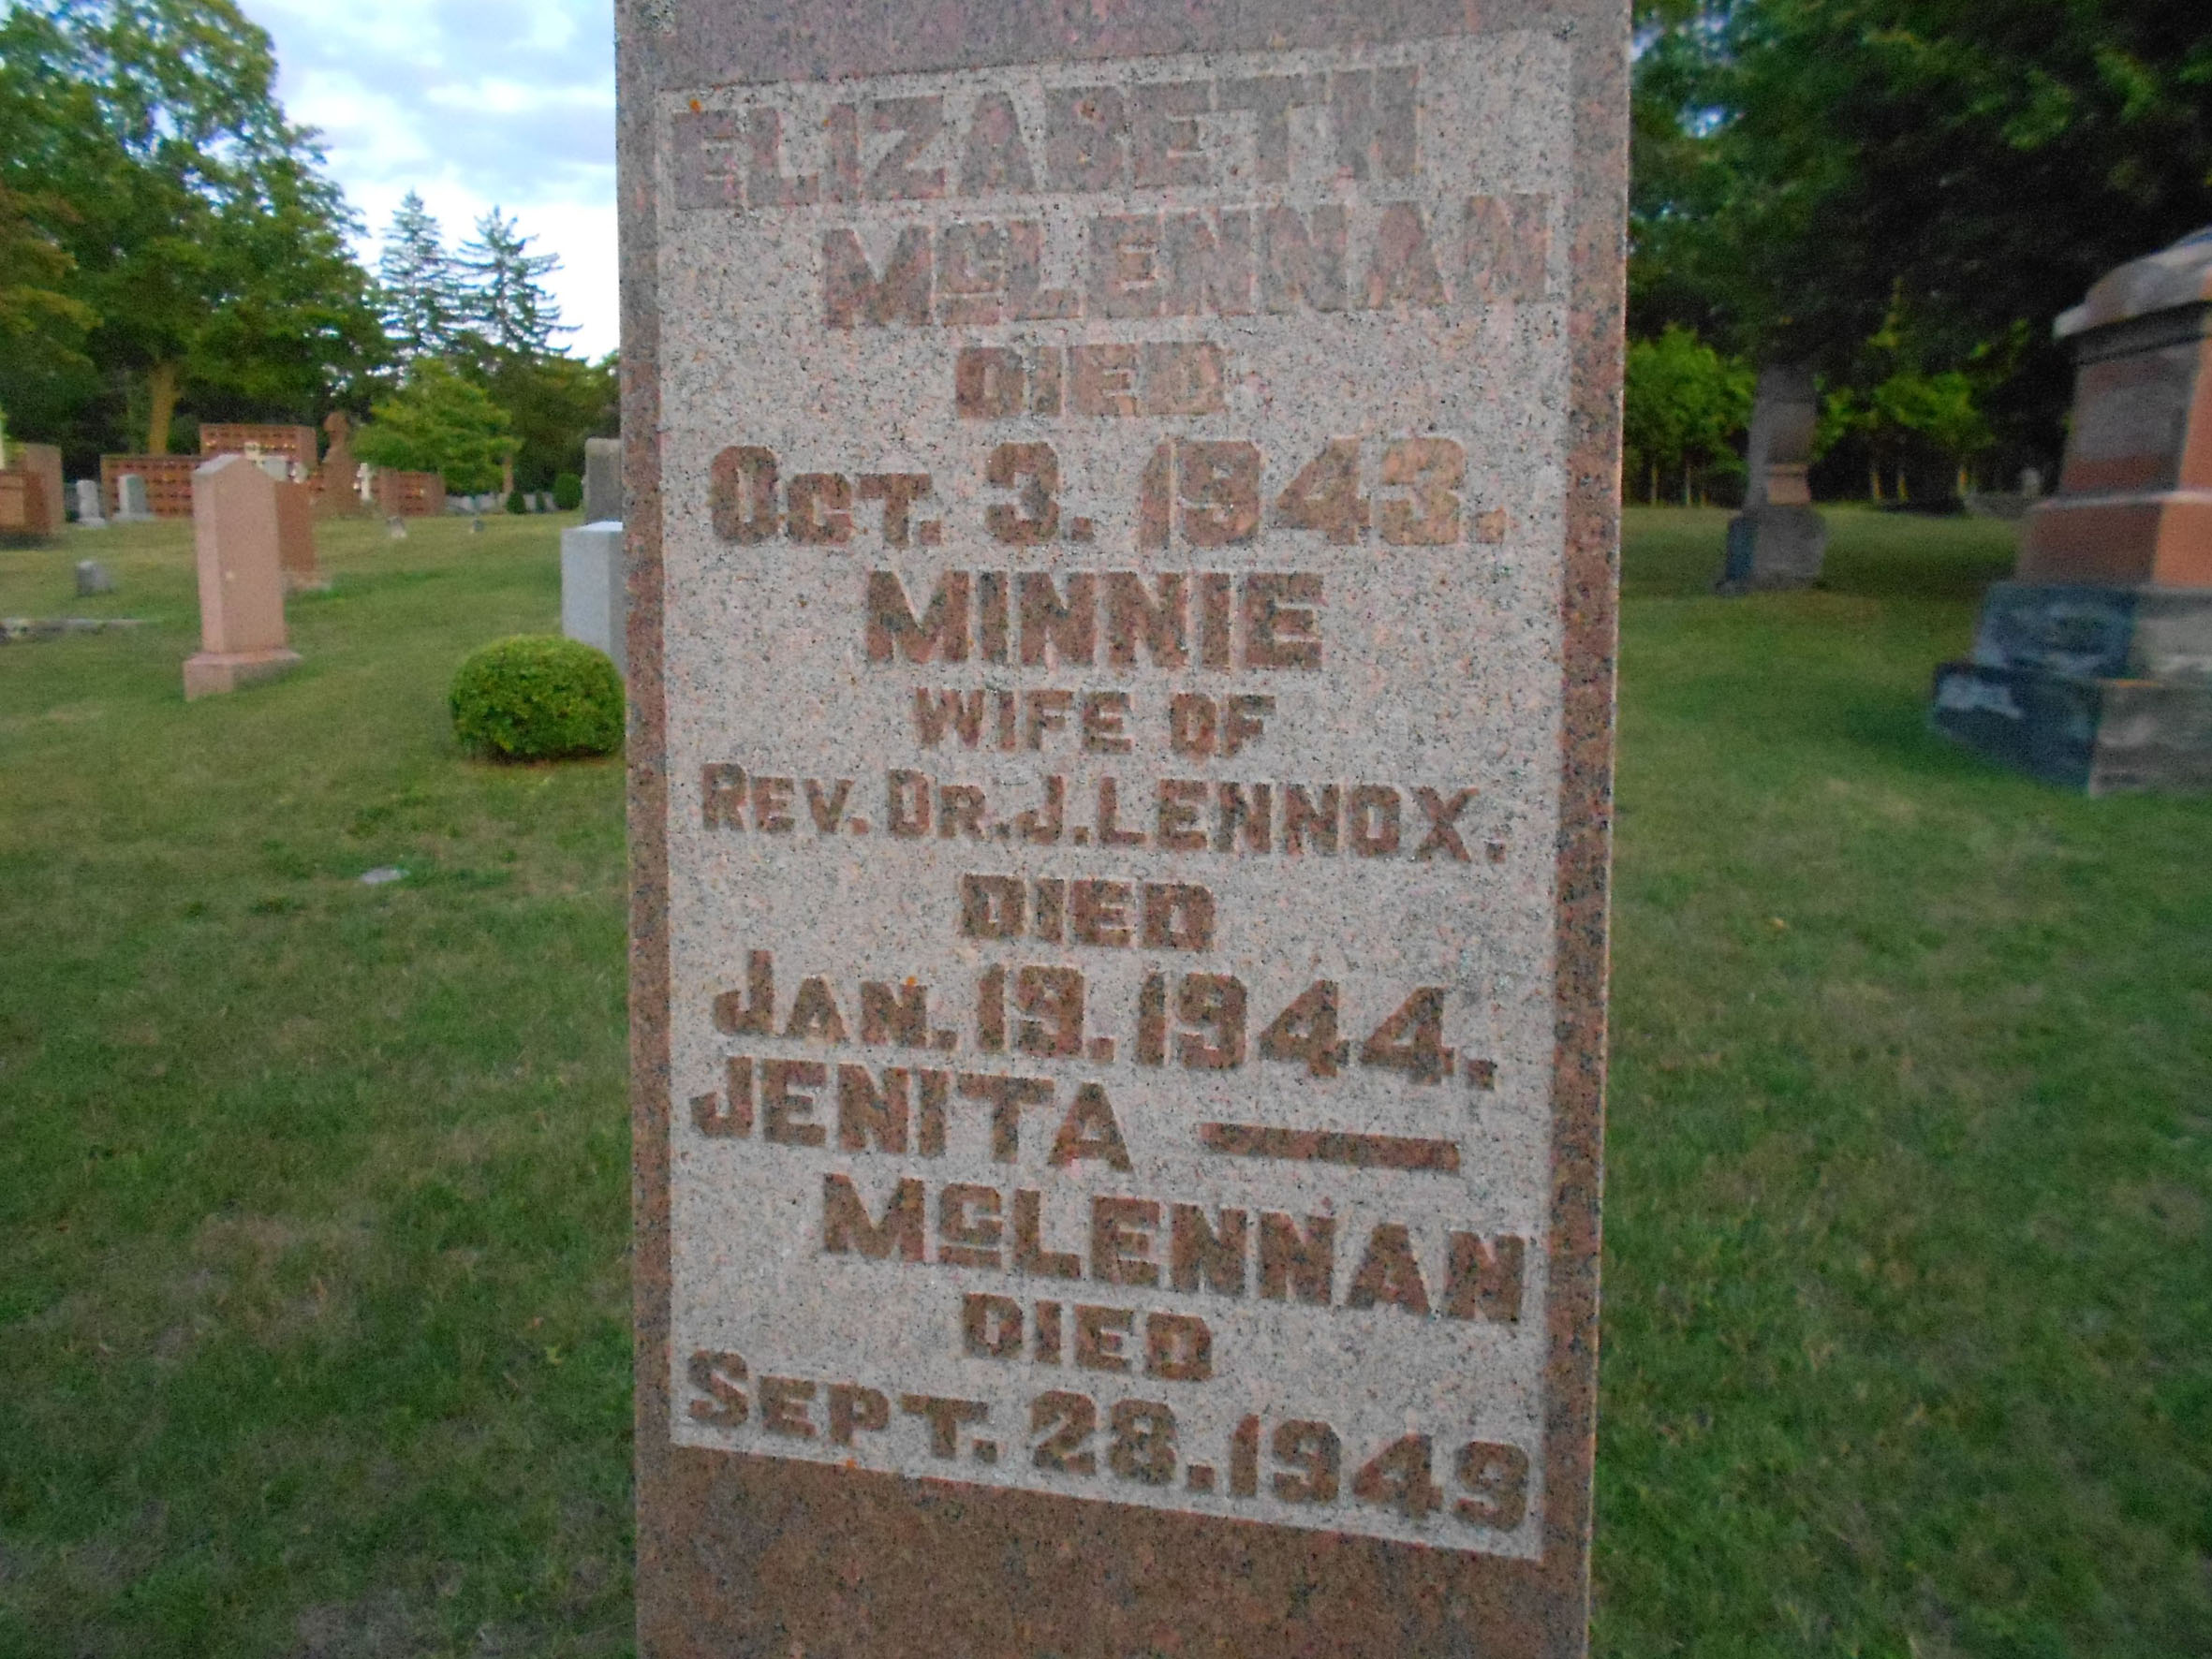 ELIZABETH
McLENNAN
DIED
OCT. 3. 1943.
MINNIE
WIFE OF
REV. DR. J. LENNOX.
DIED
JAN. 19. 1944.
JENITA —
McLENNAN
DIED
SEPT. 28. 1949